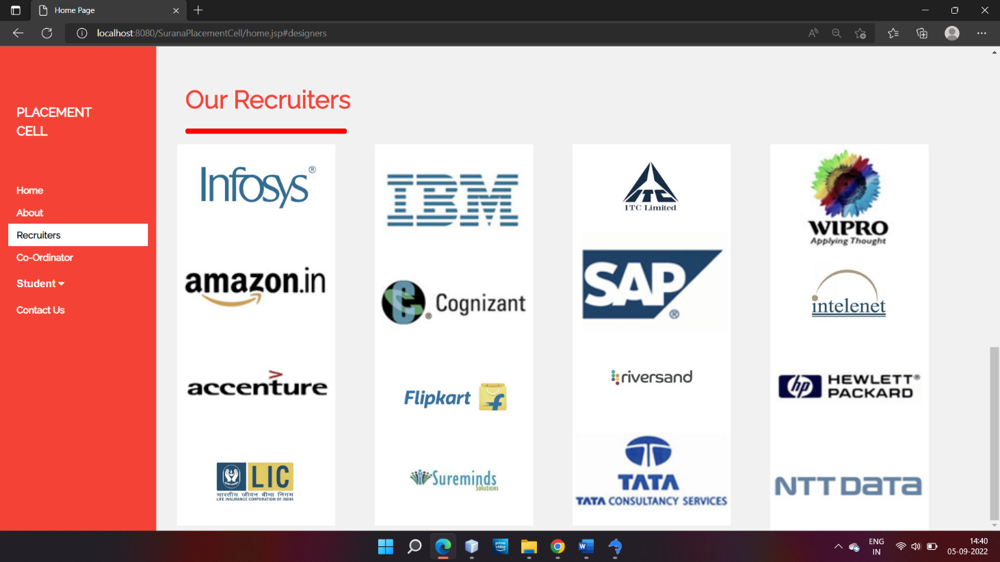 Home Page
localhost:8080/SuranaPlacementCell/home.jsp#designers
PLACEMENT
CELL
Home
About
Recruiters
Co-Ordinator
Student
Contact Us
Our Recruiters
Infosys®
IBM
ITC
ITC Limited
WIPRO
Applying Thought
amazon.in
Cognizant
SAP®
intelenet
accenture
Flipkart
riversand
hp HEWLETT®
PACKARD
LIC
भारतीय जीवन बीमा निगम
LIFE INSURANCE CORPORATION OF INDIA
Sureminds
Solutions
TATA
TATA CONSULTANCY SERVICES
NTT DATA
prime
video
ENG
IN
14:40
05-09-2022